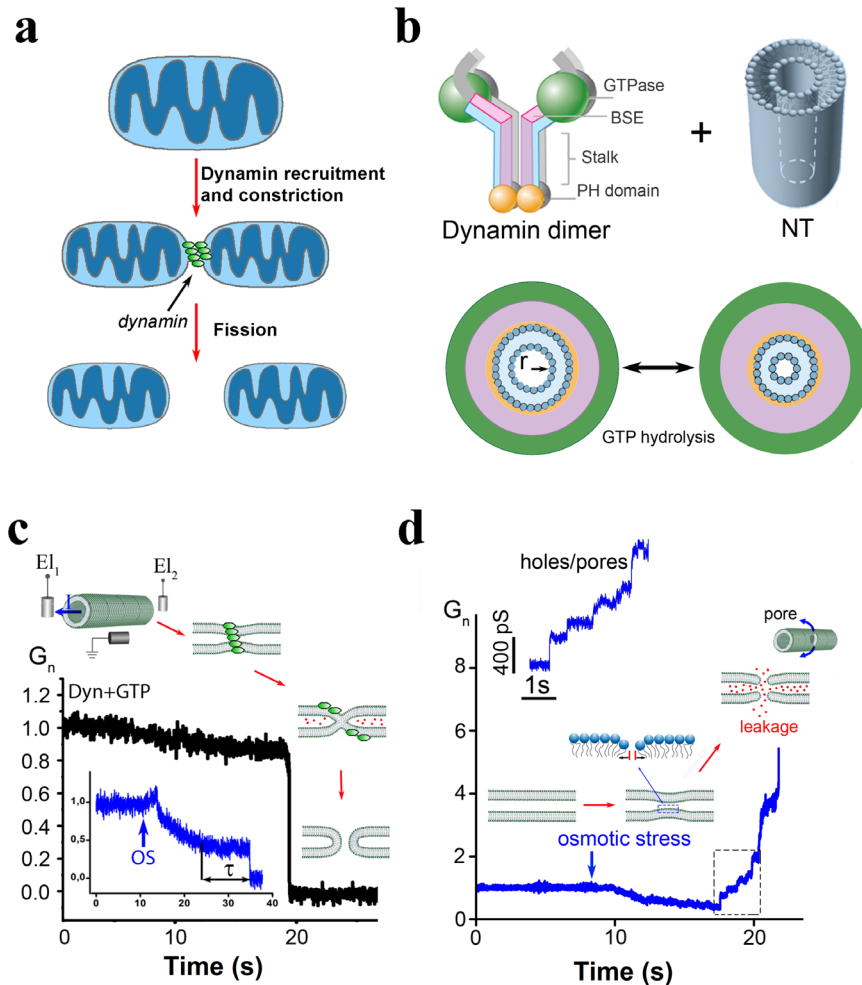 a
Dynamin recruitment
and constriction
dynamin
Fission
b
GTPase
BSE
Stalk
PH domain
Dynamin dimer
+
NT
r
GTP hydrolysis
c
El1
El2
I
Gn
Dyn+GTP
1.2
1.0
0.8
0.6
0.4
0.2
0.0
1,0
0,5
0,0
OS
τ
0 10 20 30 40
0 10 20
Time (s)
d
holes/pores
Gn
400 pS
1s
pore
leakage
osmotic stress
8
6
4
2
0
0 10 20
Time (s)